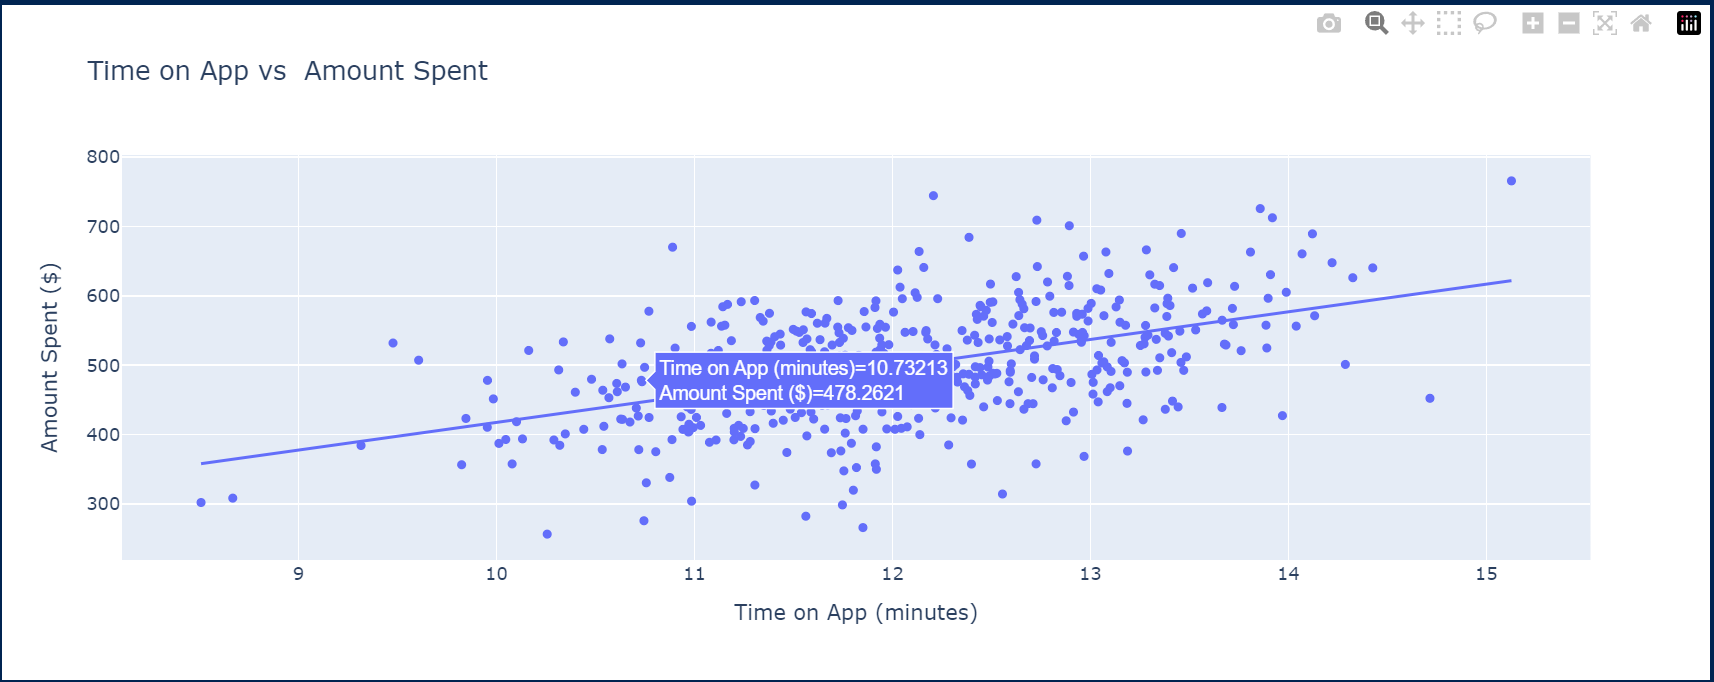 Time on App vs  Amount Spent
Amount Spent ($)
800
700
600
500
400
300
Time on App (minutes)=10.73213
Amount Spent ($)=478.2621
9 10 11 12 13 14 15
Time on App (minutes)